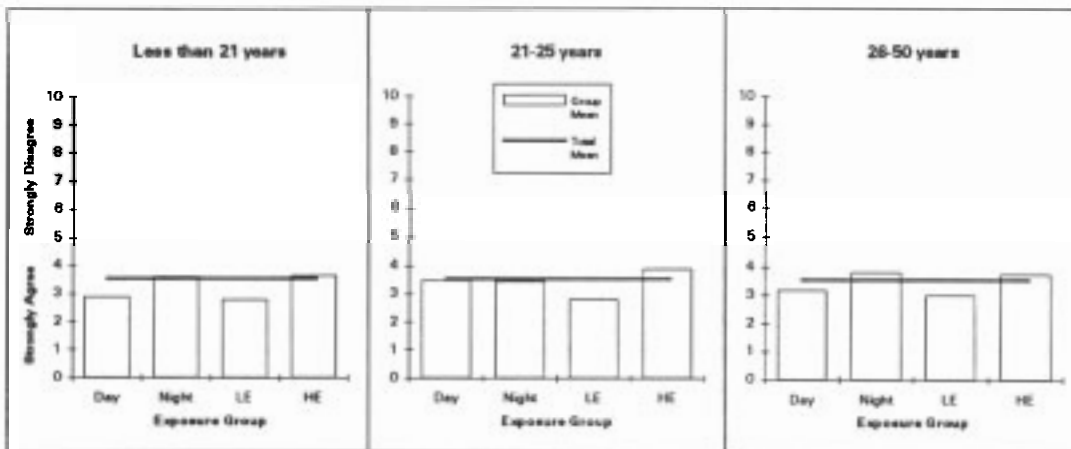 Less than 21 years
Strongly Disagree
Strongly Agree
10
9
8
7
6
5
4
3
2
1
0
Day Night LE HE
Exposure Group
21-25 years
Group
Mean
Total
Mean
10
9
8
7
6
5
4
3
2
1
0
Day Night LE HE
Exposure Group
26-50 years
10
9
8
7
6
5
4
3
2
1
0
Day Night LE HE
Exposure Group